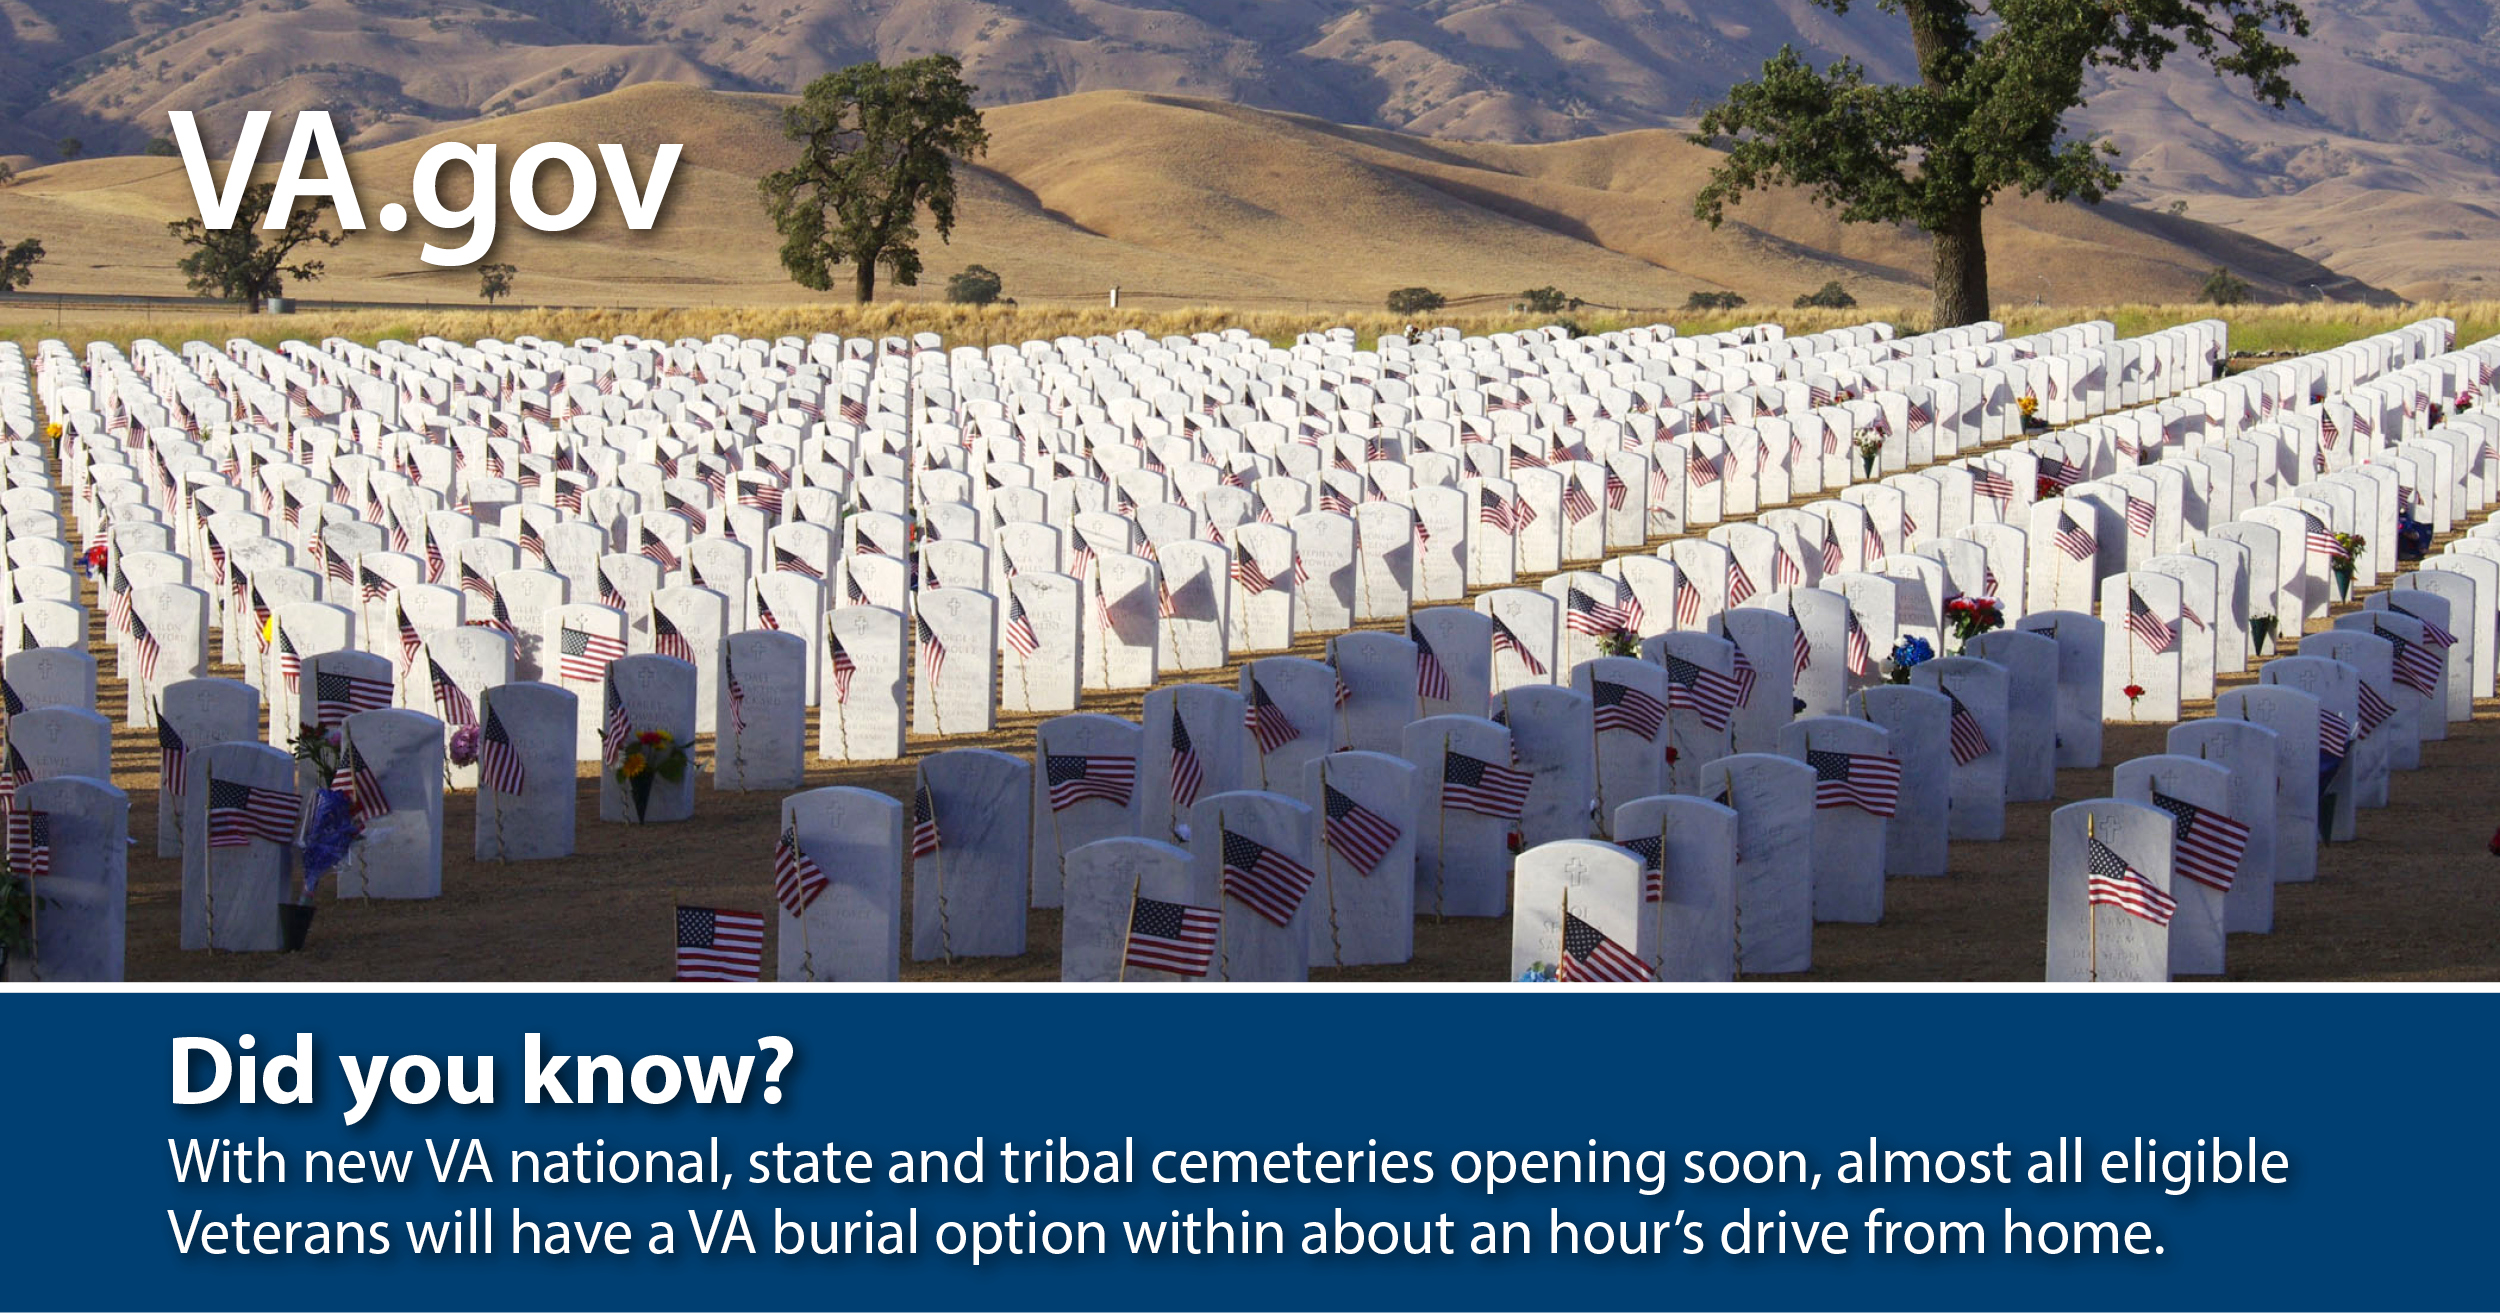 VA.gov
Did you know?
With new VA national, state and tribal cemeteries opening soon, almost all eligible
Veterans will have a VA burial option within about an hour’s drive from home.